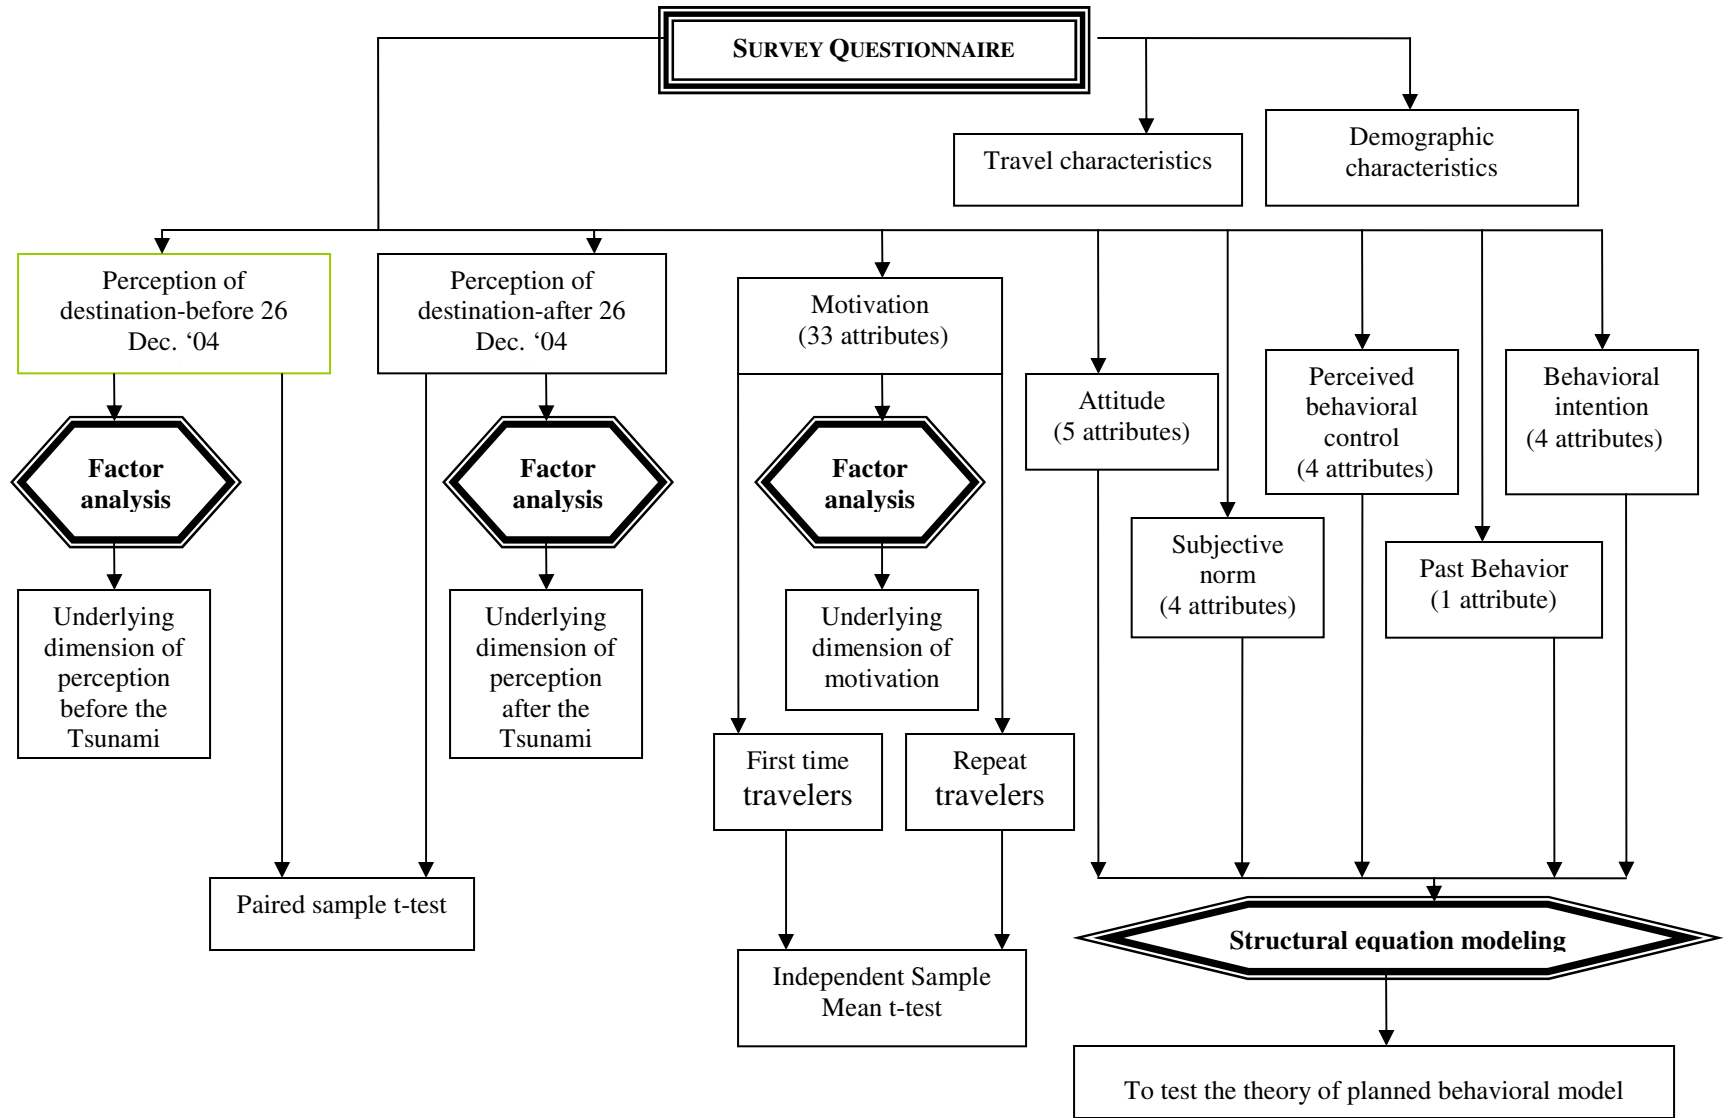 SURVEY QUESTIONNAIRE
Travel characteristics
Demographic
characteristics
Perception of
destination-before 26
Dec. ‘04
Perception of
destination-after 26
Dec. ‘04
Motivation
(33 attributes)
Attitude
(5 attributes)
Perceived
behavioral
control
(4 attributes)
Behavioral
intention
(4 attributes)
Factor
analysis
Factor
analysis
Factor
analysis
Subjective
norm
(4 attributes)
Past Behavior
(1 attribute)
Underlying
dimension of
perception
before the
Tsunami
Underlying
dimension of
perception
after the
Tsunami
Underlying
dimension of
motivation
First time
travelers
Repeat
travelers
Paired sample t-test
Independent Sample
Mean t-test
Structural equation modeling
To test the theory of planned behavioral model